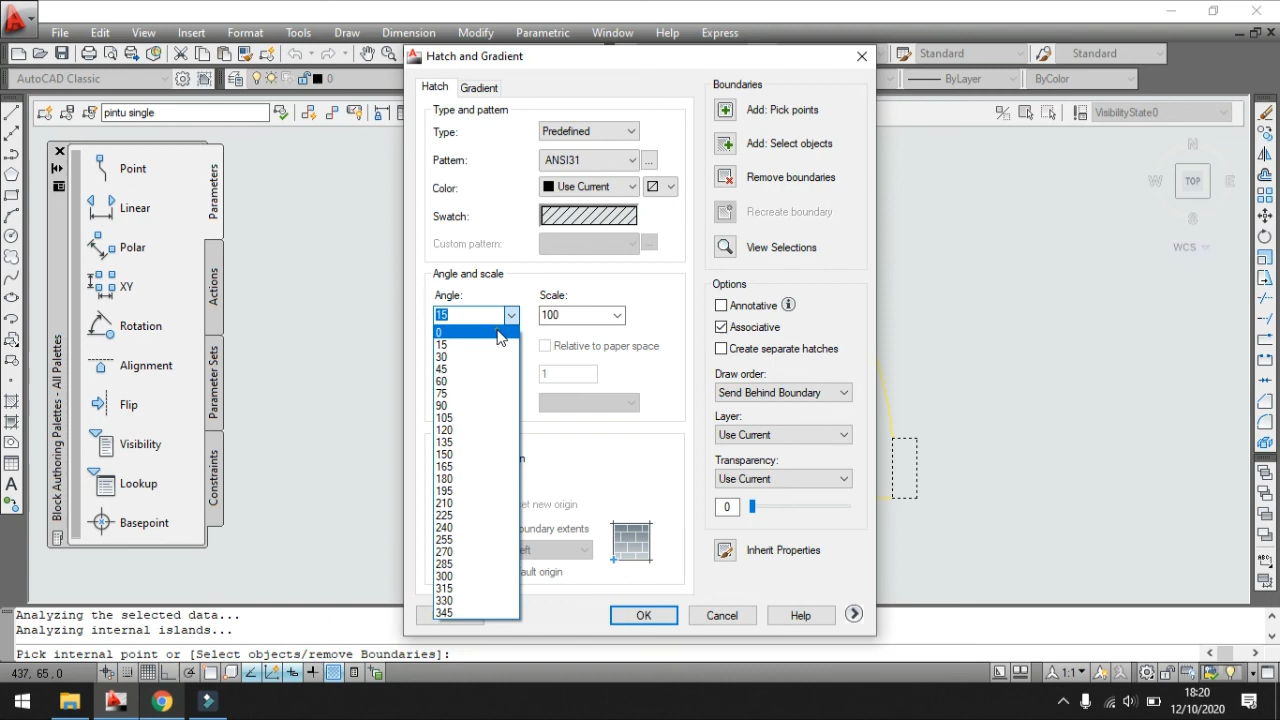 File Edit View Insert Format Tools Draw Dimension Modify Parametric Window Help Express
Standard
Standard
AutoCAD Classic
0
ByLayer
ByColor
pintu single
VisibilityState0
Hatch and Gradient
Hatch
Gradient
Type and pattern
Type:
Predefined
Pattern:
ANSI31
...
Color:
Use Current
Swatch:
Custom pattern:
...
Angle and scale
Angle:
Scale:
15
100
0
15
30
45
60
75
90
105
120
135
150
165
180
195
210
225
240
255
270
285
300
315
330
345
Relative to paper space
1
Boundaries
Add: Pick points
Add: Select objects
Remove boundaries
Recreate boundary
View Selections
Options
Annotative
Associative
Create separate hatches
Draw order:
Send Behind Boundary
Layer:
Use Current
Transparency:
Use Current
0
Inherit Properties
OK
Cancel
Help
Point
Linear
Polar
XY
Rotation
Alignment
Flip
Visibility
Lookup
Basepoint
Parameters
Actions
Parameter Sets
Constraints
Block Authoring Palettes - All Palettes
N
W
TOP
E
S
WCS
Analyzing the selected data...
Analyzing internal islands...
Pick internal point or [Select objects/remove Boundaries]:
437, 65.0
1:1
18:20
12/10/2020